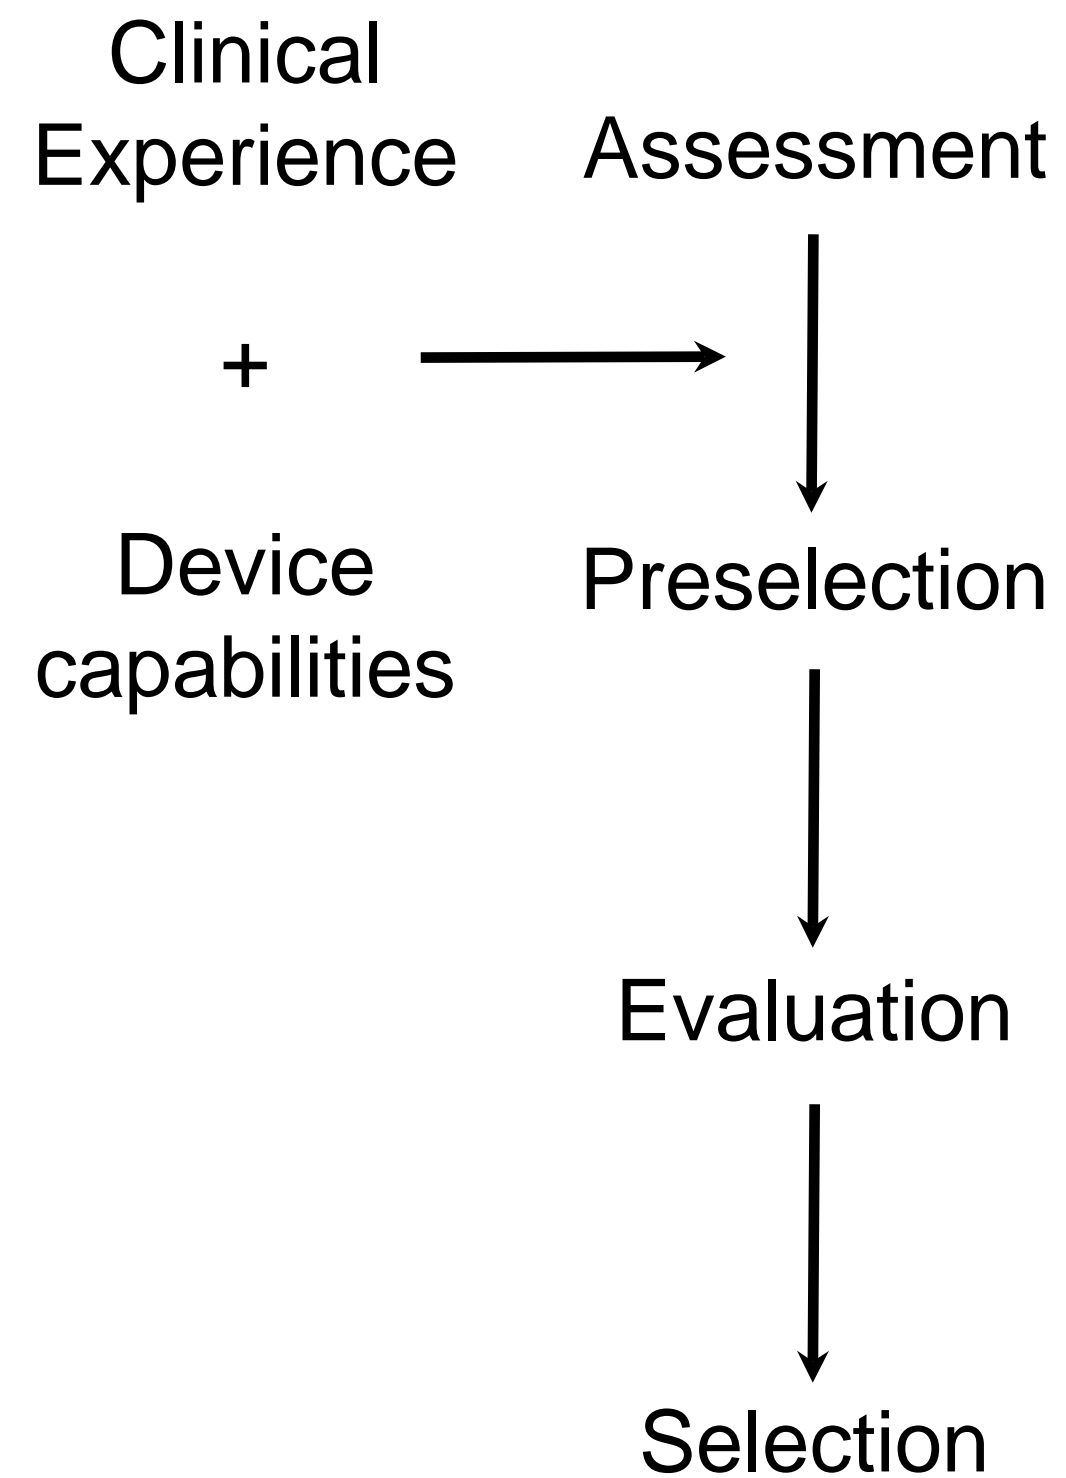 Clinical
Experience
+
Device
capabilities
Assessment
Preselection
Evaluation
Selection